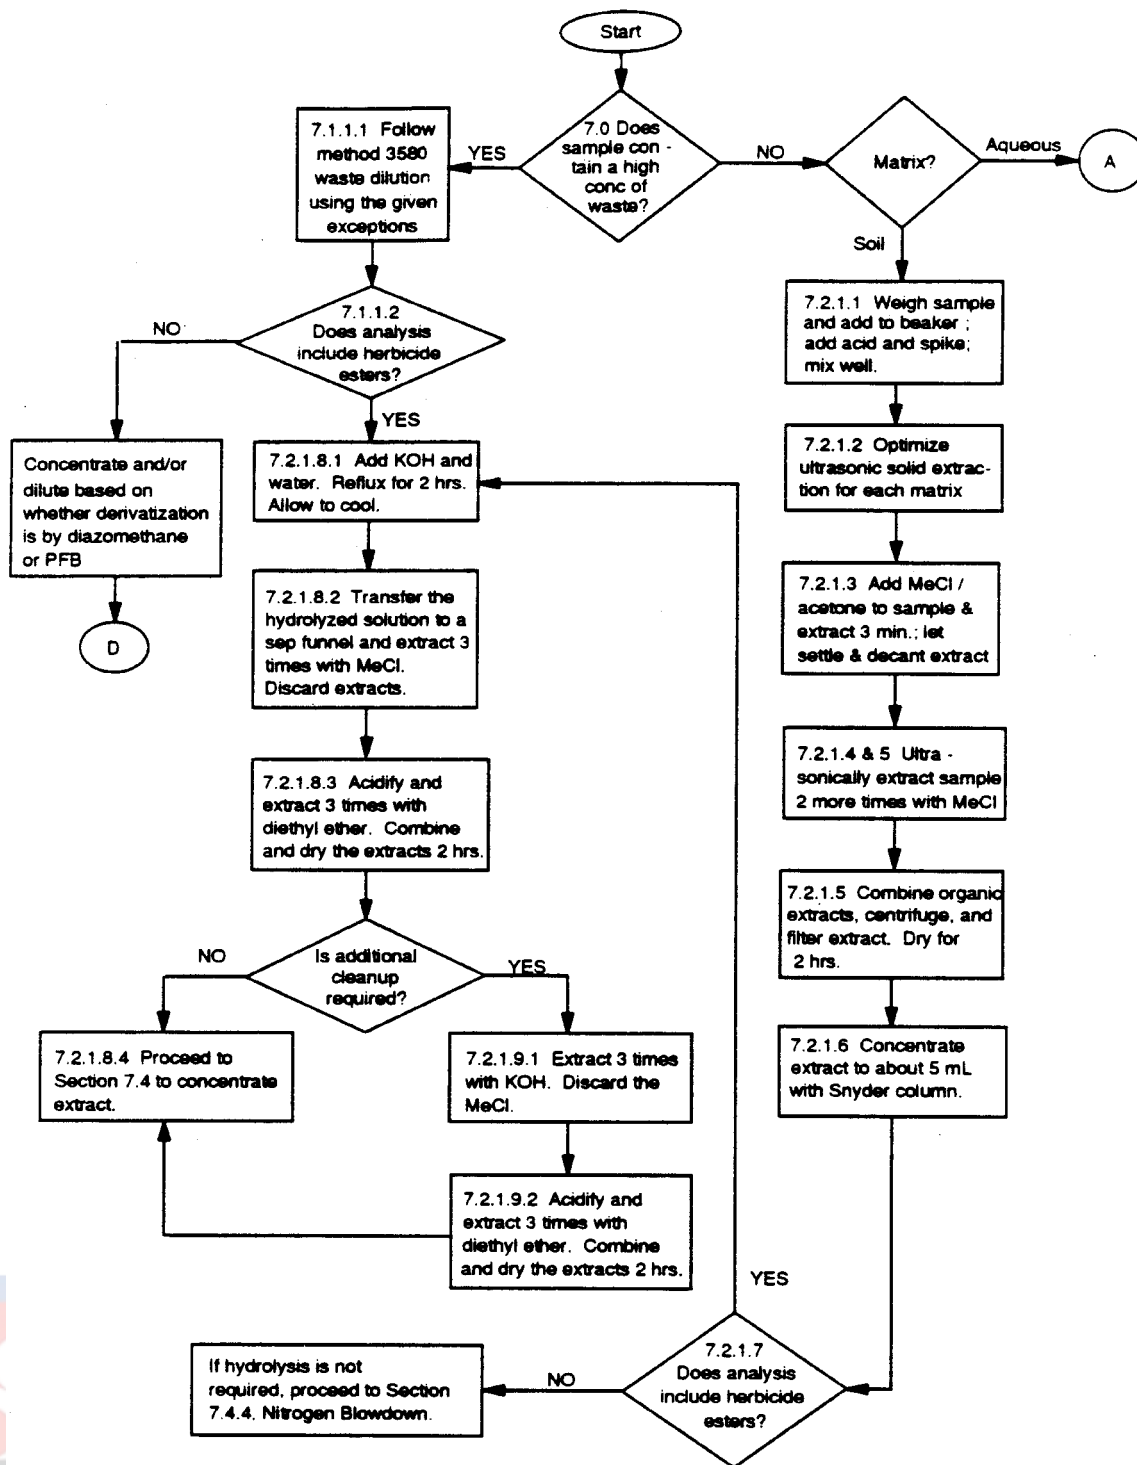 Start
7.0 Does
sample con -
tain a high
conc of
waste?
YES
NO
7.1.1.1 Follow
method 3580
waste dilution
using the given
exceptions
Matrix?
Aqueous
A
Soil
7.1.1.2
Does analysis
include herbicide
esters?
NO
YES
Concentrate and/or
dilute based on
whether derivatization
is by diazomethane
or PFB
D
7.2.1.8.1 Add KOH and
water. Reflux for 2 hrs.
Allow to cool.
7.2.1.8.2 Transfer the
hydrolyzed solution to a
sep funnel and extract 3
times with MeCl.
Discard extracts.
7.2.1.8.3 Acidify and
extract 3 times with
diethyl ether. Combine
and dry the extracts 2 hrs.
Is additional
cleanup
required?
NO
YES
7.2.1.8.4 Proceed to
Section 7.4 to concentrate
extract.
7.2.1.9.1 Extract 3 times
with KOH. Discard the
MeCl.
7.2.1.9.2 Acidify and
extract 3 times with
diethyl ether. Combine
and dry the extracts 2 hrs.
7.2.1.1 Weigh sample
and add to beaker ;
add acid and spike;
mix well.
7.2.1.2 Optimize
ultrasonic solid extrac-
tion for each matrix
7.2.1.3 Add MeCl /
acetone to sample &
extract 3 min.; let
settle & decant extract
7.2.1.4 & 5 Ultra -
sonically extract sample
2 more times with MeCl
7.2.1.5 Combine organic
extracts, centrifuge, and
filter extract. Dry for
2 hrs.
7.2.1.6 Concentrate
extract to about 5 mL
with Snyder column.
7.2.1.7
Does analysis
include herbicide
esters?
YES
NO
If hydrolysis is not
required, proceed to Section
7.4.4, Nitrogen Blowdown.